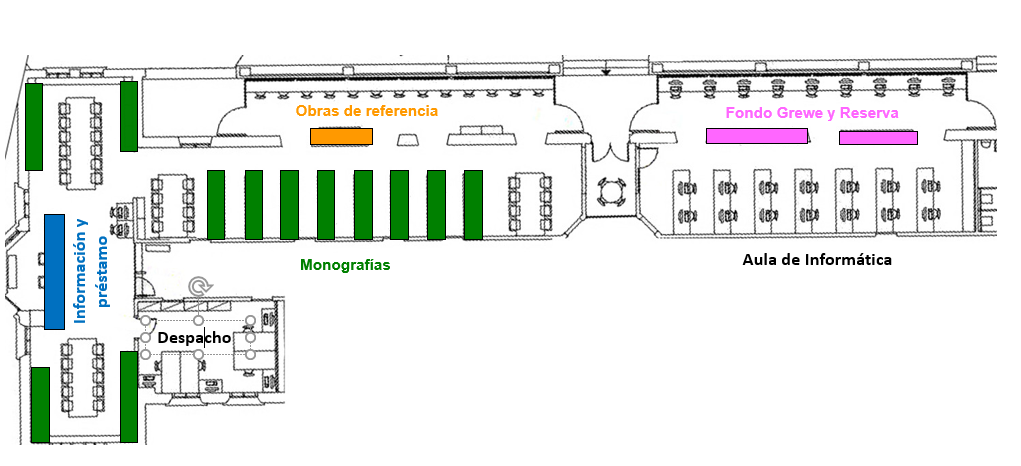 Obras de referencia
Fondo Grewe y Reserva
Información y
préstamo
Monografías
Aula de Informática
Despacho